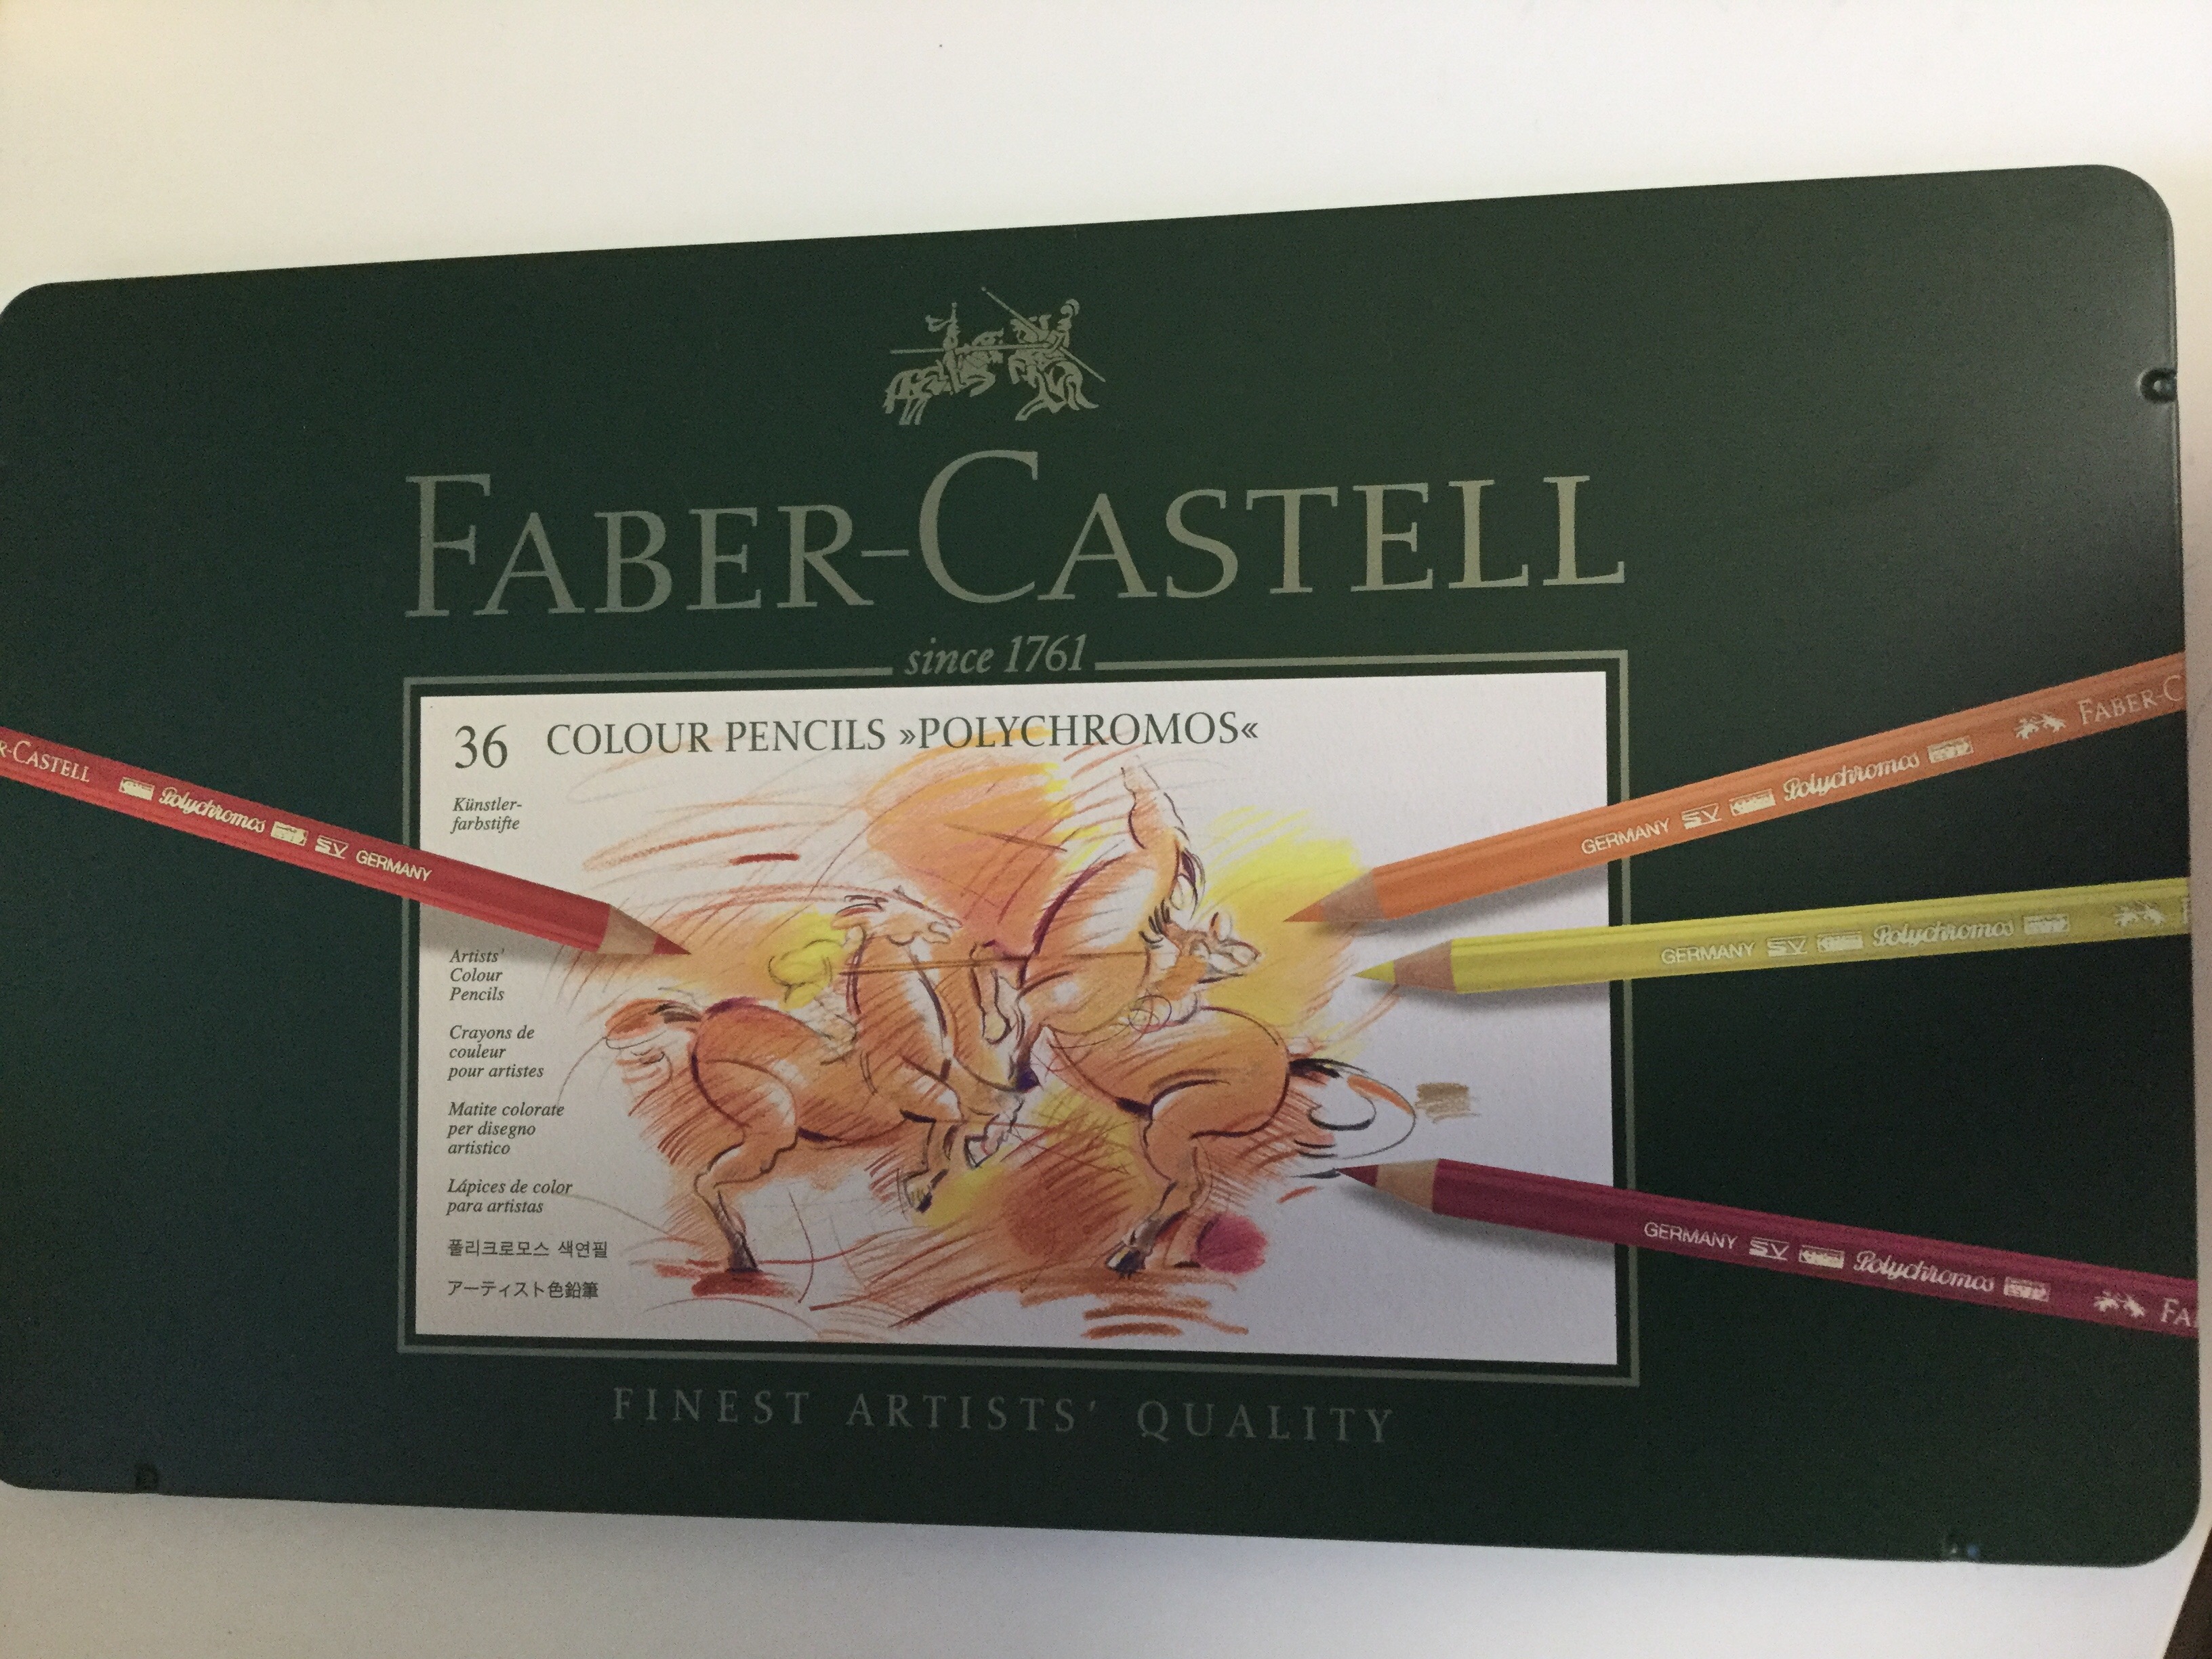 FABER-CASTELL
since 1761
36 COLOUR PENCILS »POLYCHROMOS«
Künstler-
farbstifte
Artists'
Colour
Pencils
Crayons de
couleur
pour artistes
Matite colorate
per disegno
artistico
Lápices de color
para artistas
폴리크로모스 색연필
アーティスト色鉛筆
R-CASTELL Polychromos SV GERMANY
GERMANY SV Polychromos FABER-C
GERMANY SV Polychromos
GERMANY SV Polychromos FA
FINEST ARTISTS' QUALITY